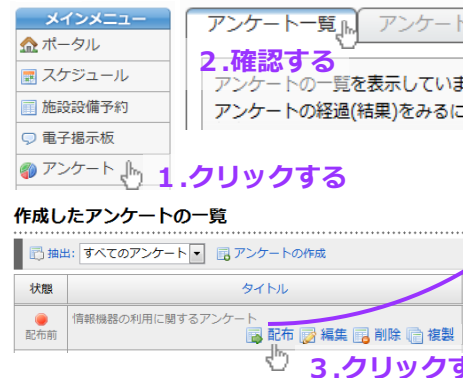 メインメニュー
ポータル
スケジュール
施設設備予約
電子掲示板
アンケート
1.クリックする
アンケート一覧 アンケート
2.確認する
アンケートの一覧を表示していま
アンケートの経過(結果)をみるに
作成したアンケートの一覧
抽出: すべてのアンケート アンケートの作成
状態 タイトル
配布前 情報機器の利用に関するアンケート
配布 編集 削除 複製
3.クリックす